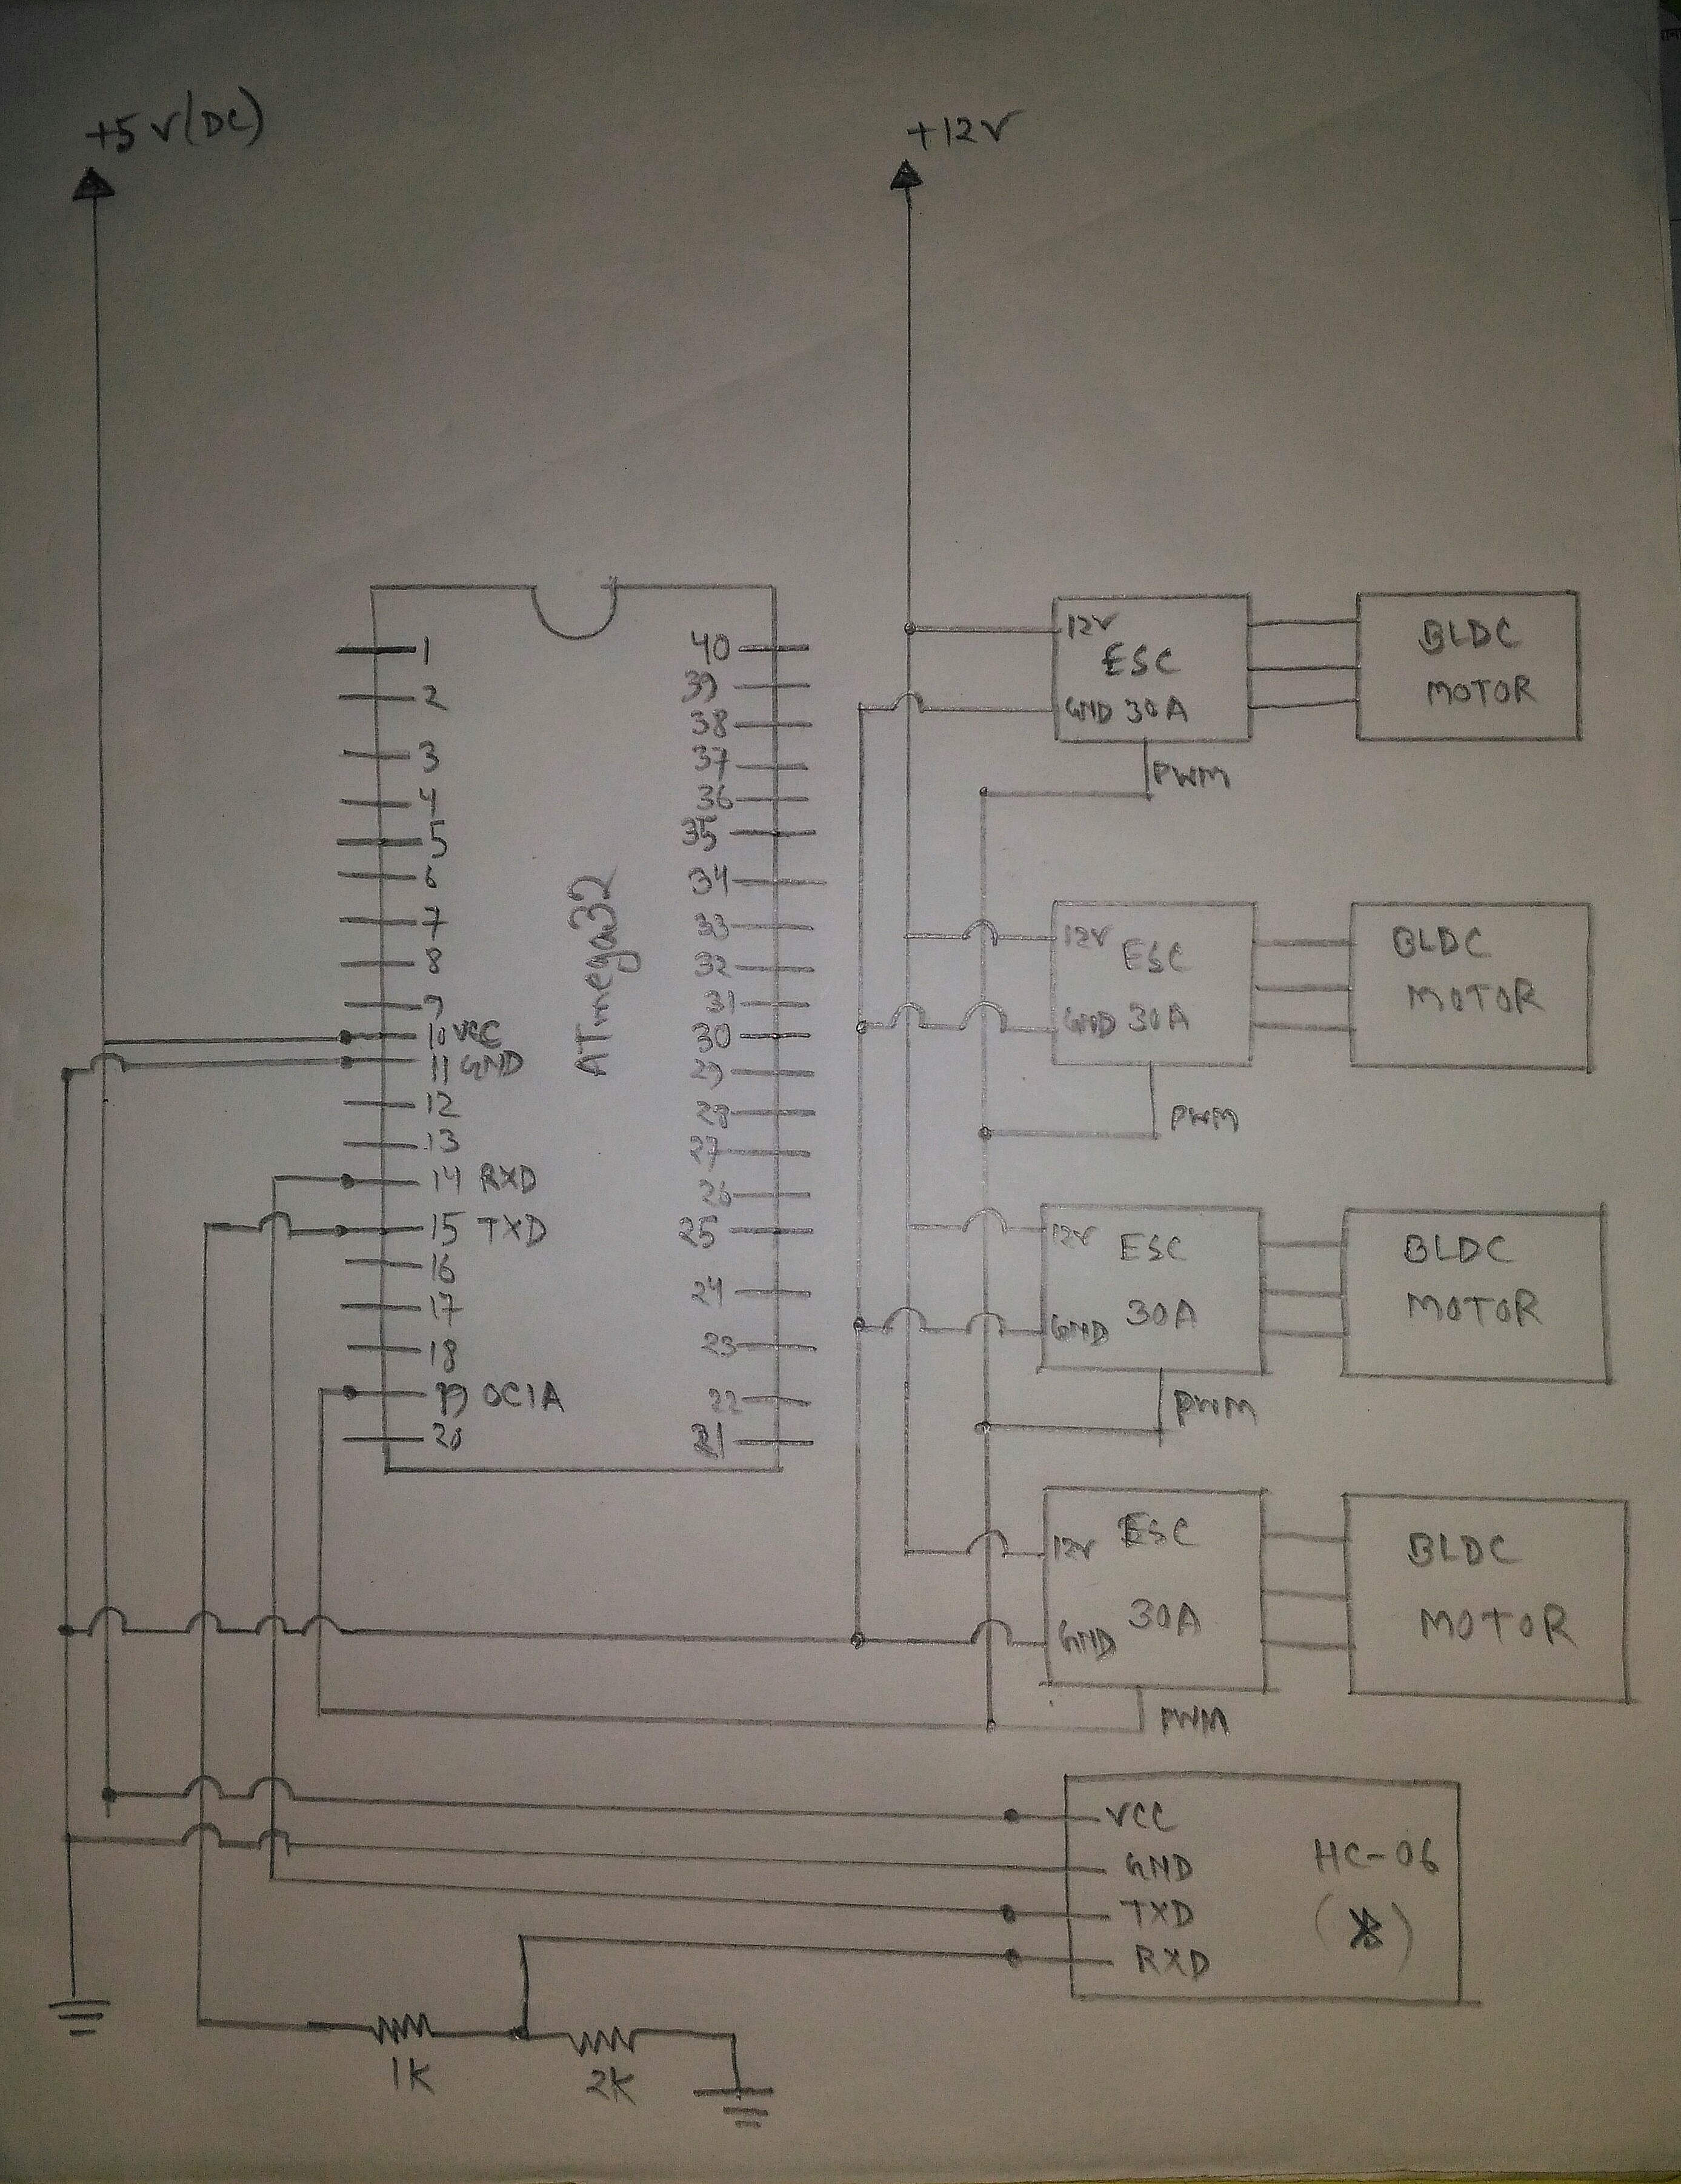 +5V(DC)
+12V
1
2
3
4
5
6
7
8
9
10 VCC
11 GND
12
13
14 RXD
15 TXD
16
17
18
19 OC1A
20
40
39
38
37
36
35
34
33
32
31
30
29
28
27
26
25
24
23
22
21
ATmega32
12V
ESC
GND 30A
PWM
BLDC
MOTOR
12V ESC
GND 30A
PWM
BLDC
MOTOR
12V ESC
30A
GND
PWM
BLDC
MOTOR
ESC
12V
30A
GND
PWM
BLDC
MOTOR
VCC
GND
TXD
RXD
HC-06
1K
2K